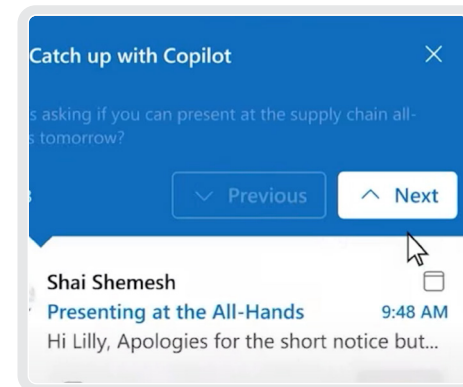 Catch up with Copilot
s asking if you can present at the supply chain all-
s tomorrow?
Previous
Next
Shai Shemesh
Presenting at the All-Hands 9:48 AM
Hi Lilly, Apologies for the short notice but...